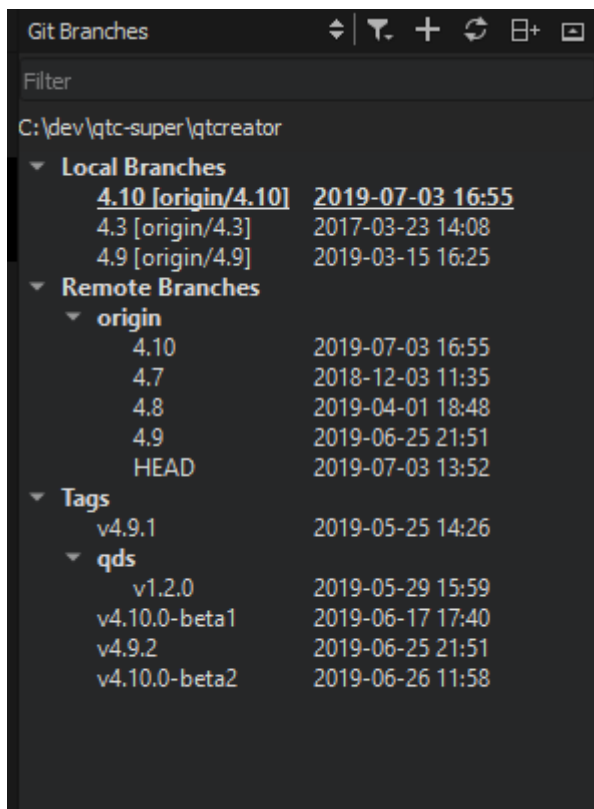 Git Branches
Filter
C:\dev\qtc-super\qtcreator
Local Branches
4.10 [origin/4.10] 2019-07-03 16:55
4.3 [origin/4.3] 2017-03-23 14:08
4.9 [origin/4.9] 2019-03-15 16:25
Remote Branches
origin
4.10 2019-07-03 16:55
4.7 2018-12-03 11:35
4.8 2019-04-01 18:48
4.9 2019-06-25 21:51
HEAD 2019-07-03 13:52
Tags
v4.9.1 2019-05-25 14:26
qds
v1.2.0 2019-05-29 15:59
v4.10.0-beta1 2019-06-17 17:40
v4.9.2 2019-06-25 21:51
v4.10.0-beta2 2019-06-26 11:58